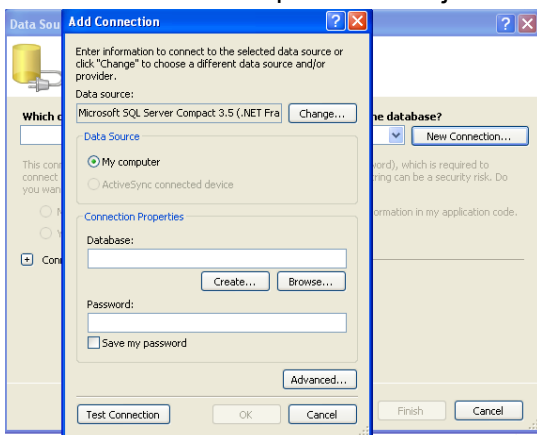 Data Sou
Add Connection
Enter information to connect to the selected data source or
click "Change" to choose a different data source and/or
provider.
Data source:
Microsoft SQL Server Compact 3.5 (.NET Fra
Change...
Which
he database?
New Connection...
Data Source
My computer
ActiveSync connected device
This conn
connect
you wan
word), which is required to
ring can be a security risk. Do
ormation in my application code.
Connection Properties
Database:
Create...
Browse...
Password:
Save my password
Advanced...
Test Connection
OK
Cancel
Finish
Cancel